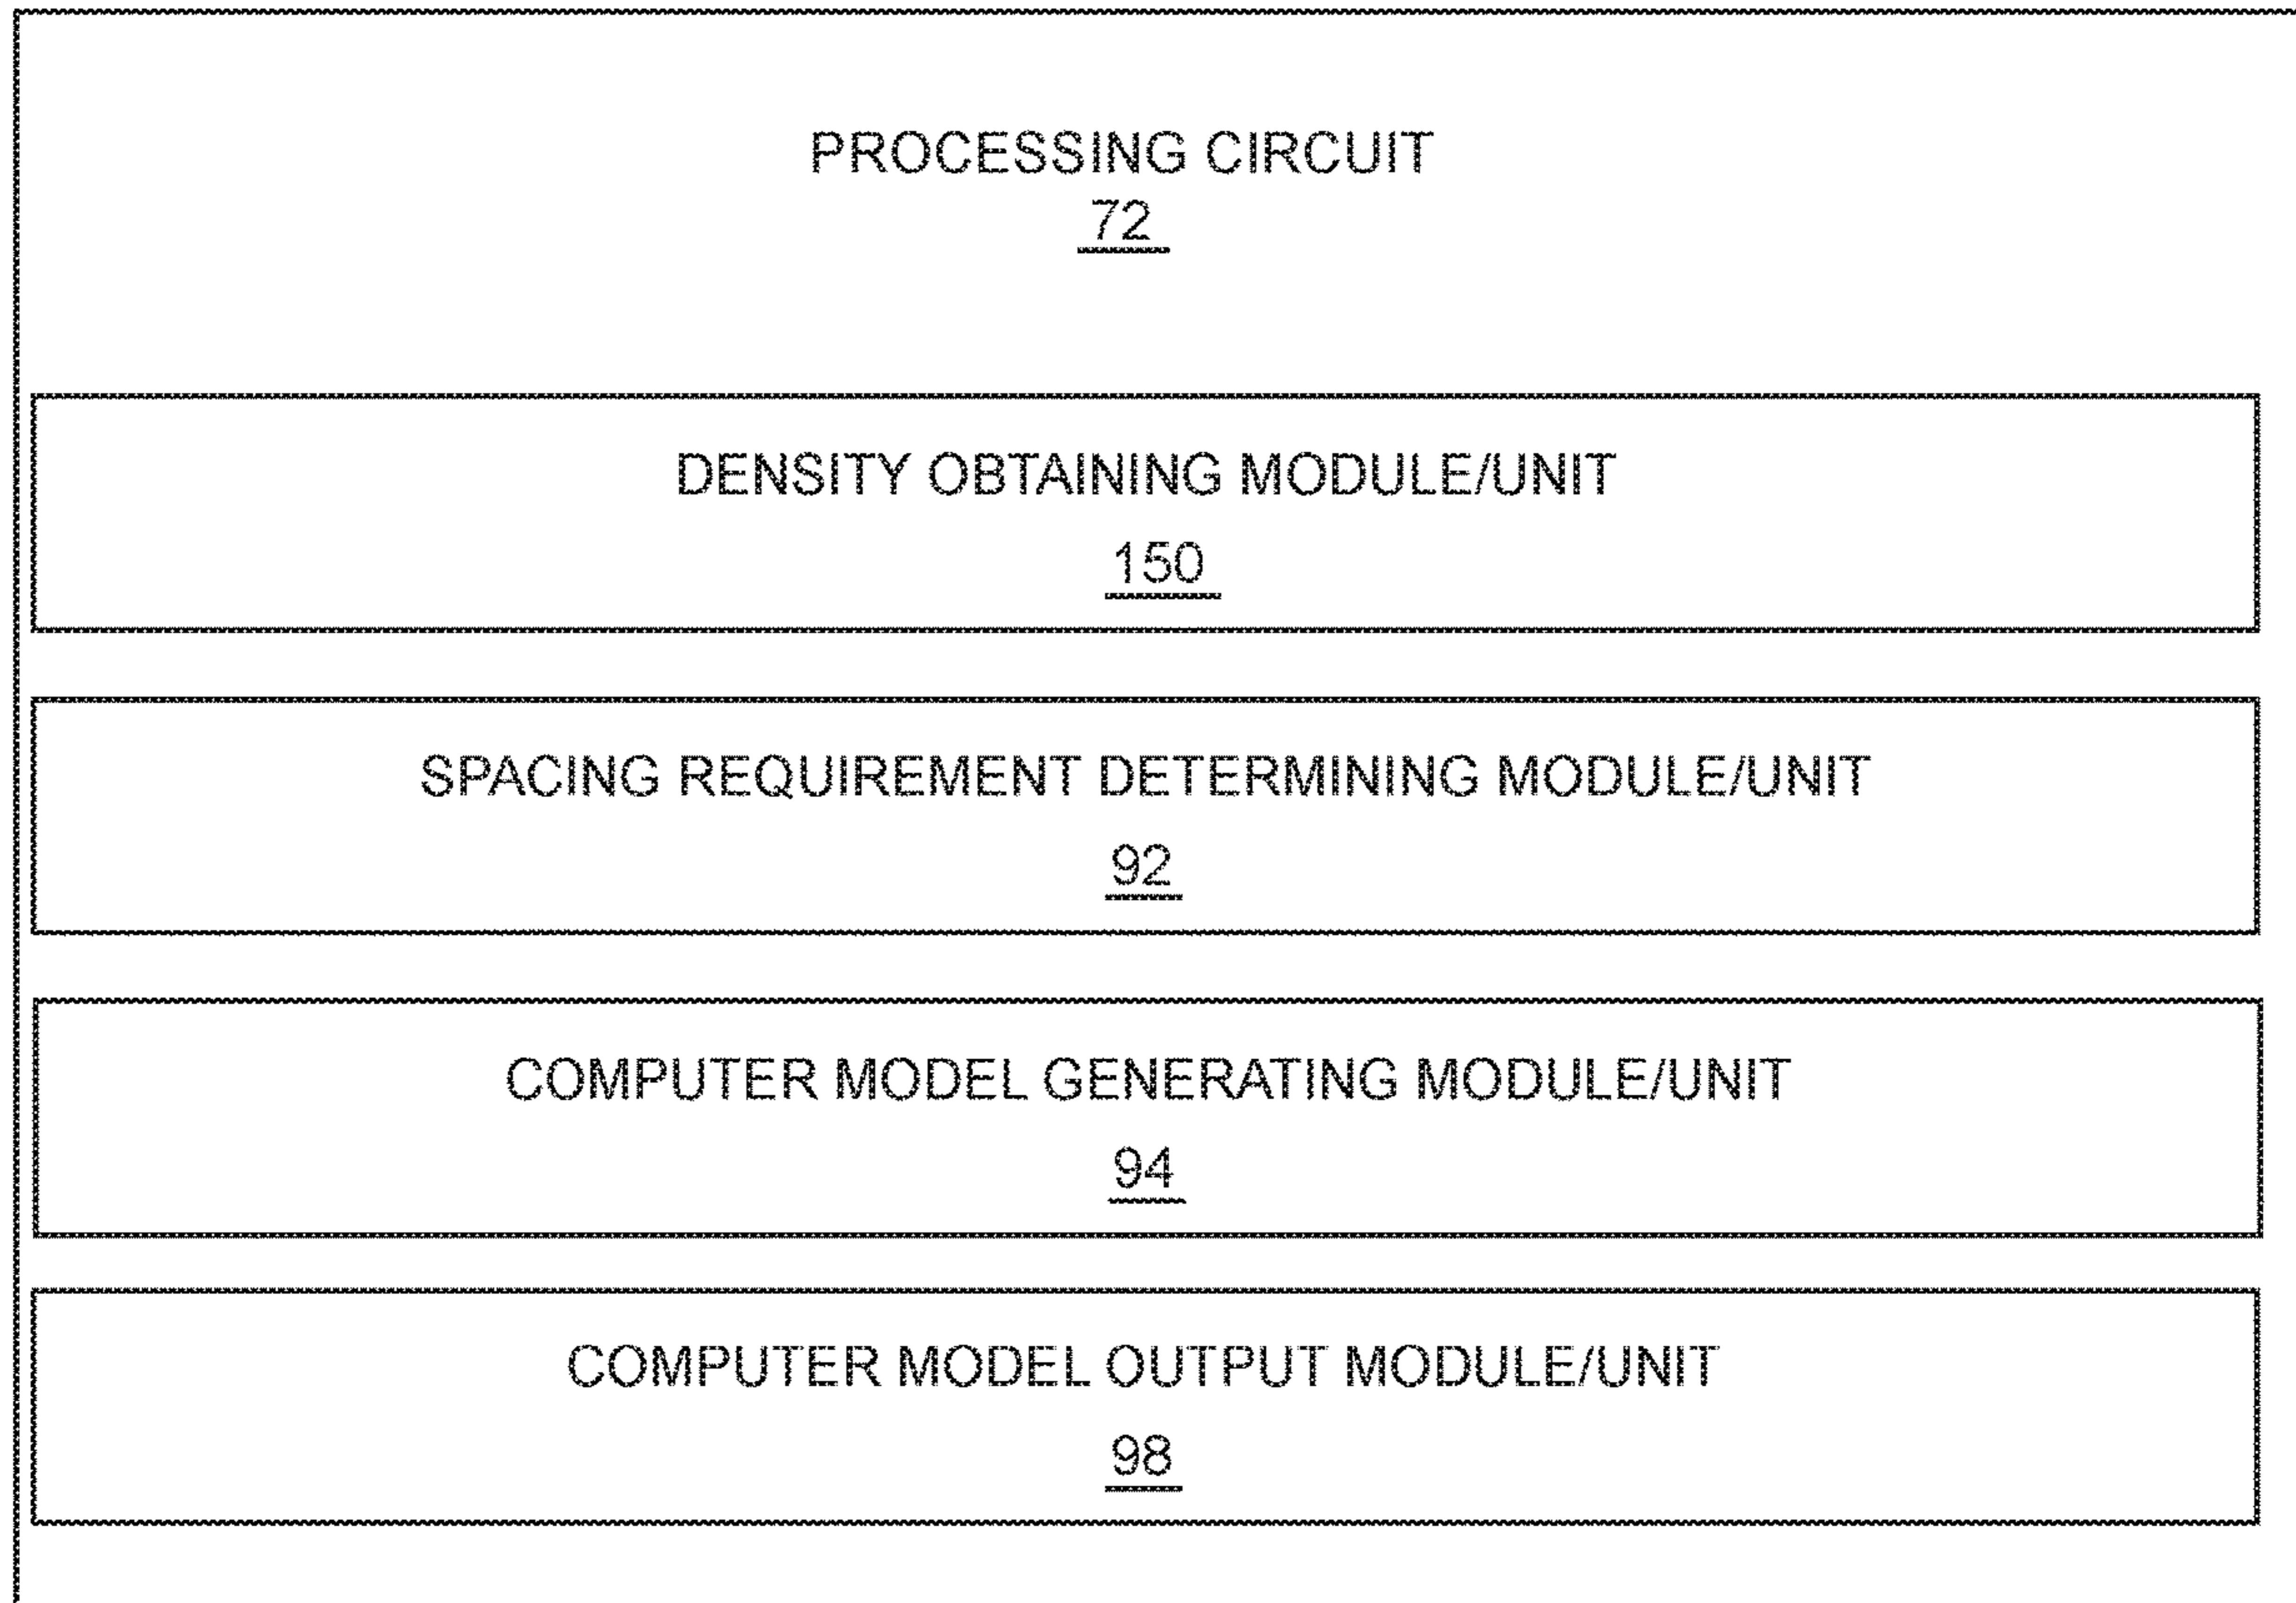 PROCESSING CIRCUIT
72
DENSITY OBTAINING MODULE/UNIT
150
SPACING REQUIREMENT DETERMINING MODULE/UNIT
92
COMPUTER MODEL GENERATING MODULE/UNIT
94
COMPUTER MODEL OUTPUT MODULE/UNIT
98